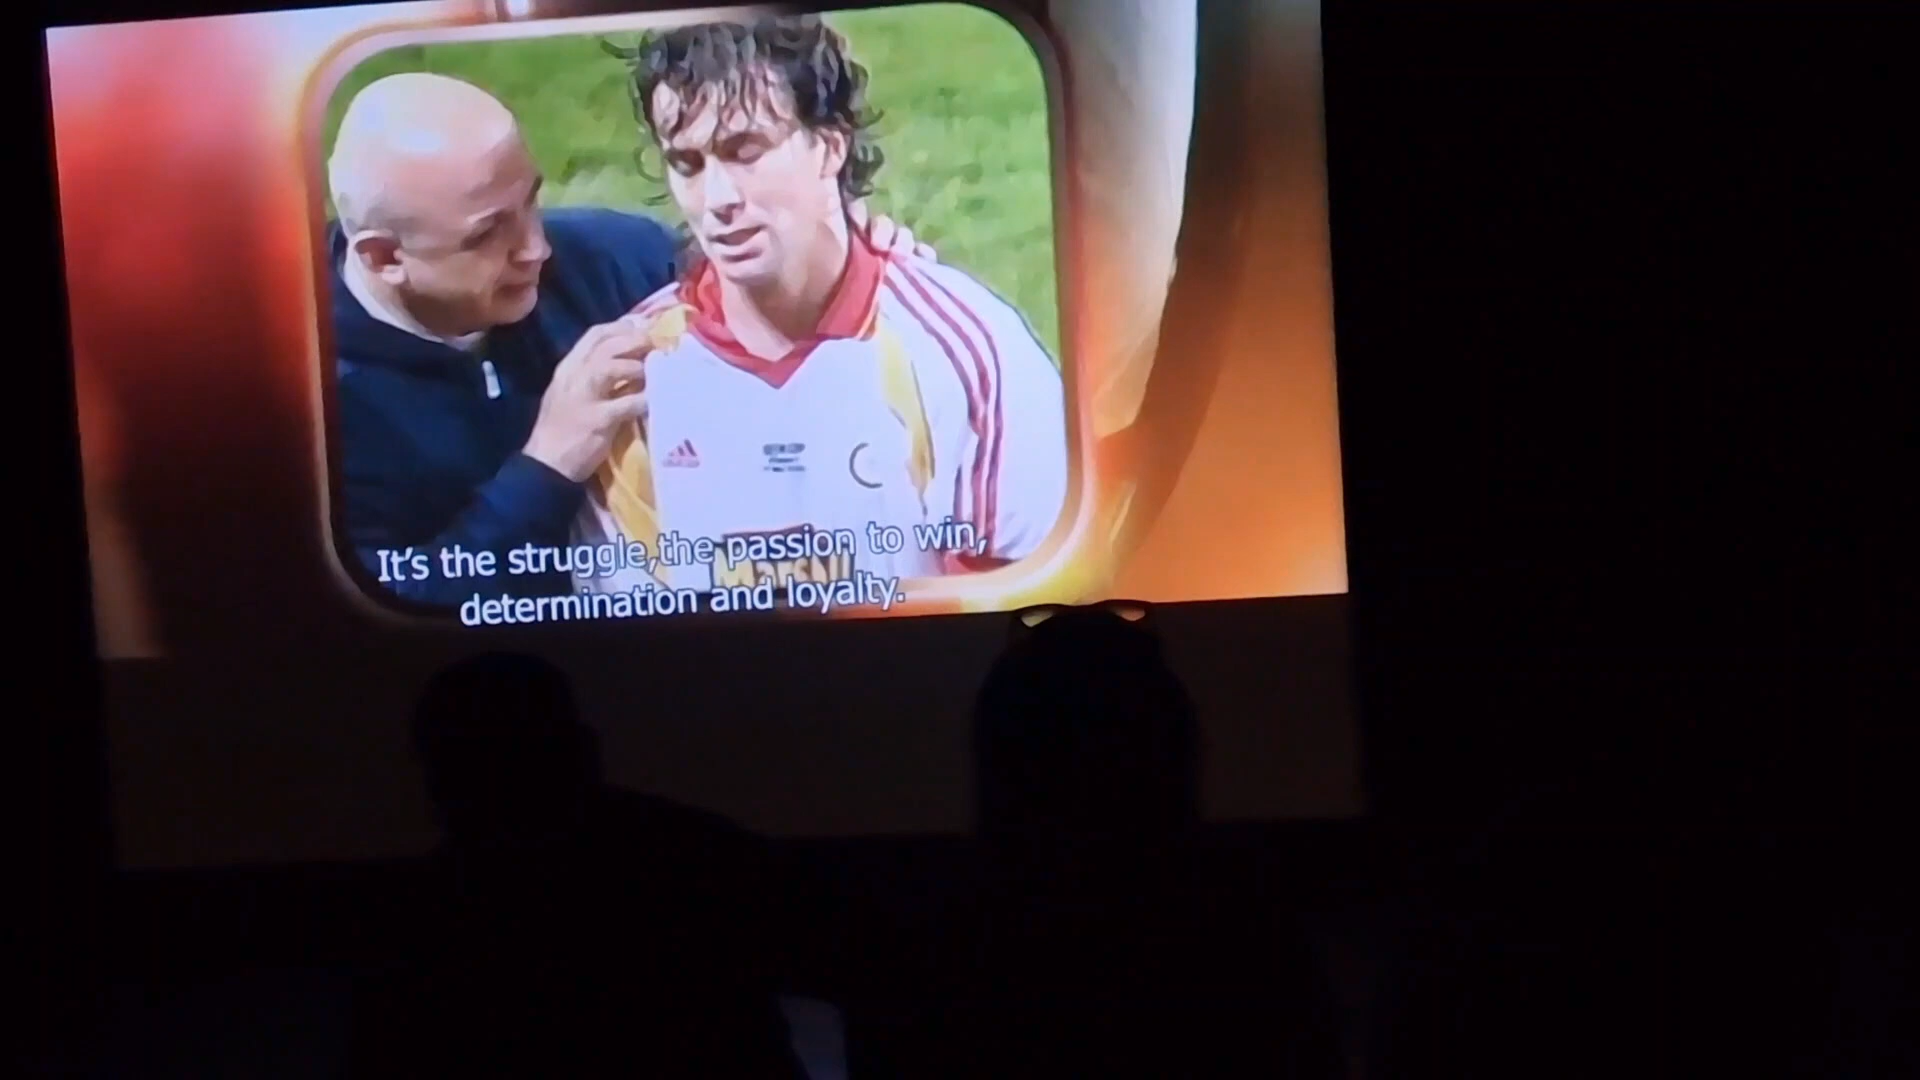 It's the struggle,the passion to win,
determination and loyalty.